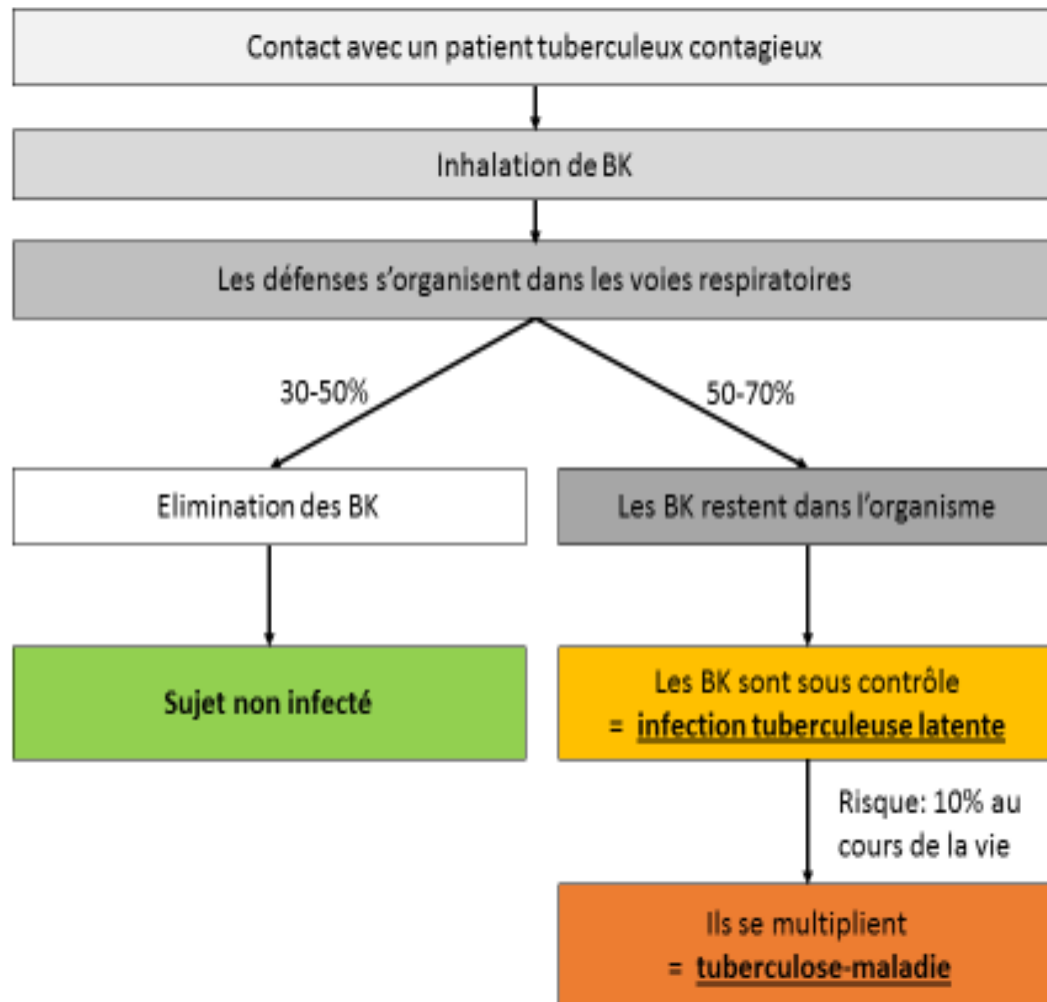 Contact avec un patient tuberculeux contagieux
Inhalation de BK
Les défenses s'organisent dans les voies respiratoires
30-50%
50-70%
Elimination des BK
Les BK restent dans l'organisme
Sujet non infecté
Les BK sont sous contrôle
= infection tuberculeuse latente
Risque: 10% au
cours de la vie
Ils se multiplient
= tuberculose-maladie